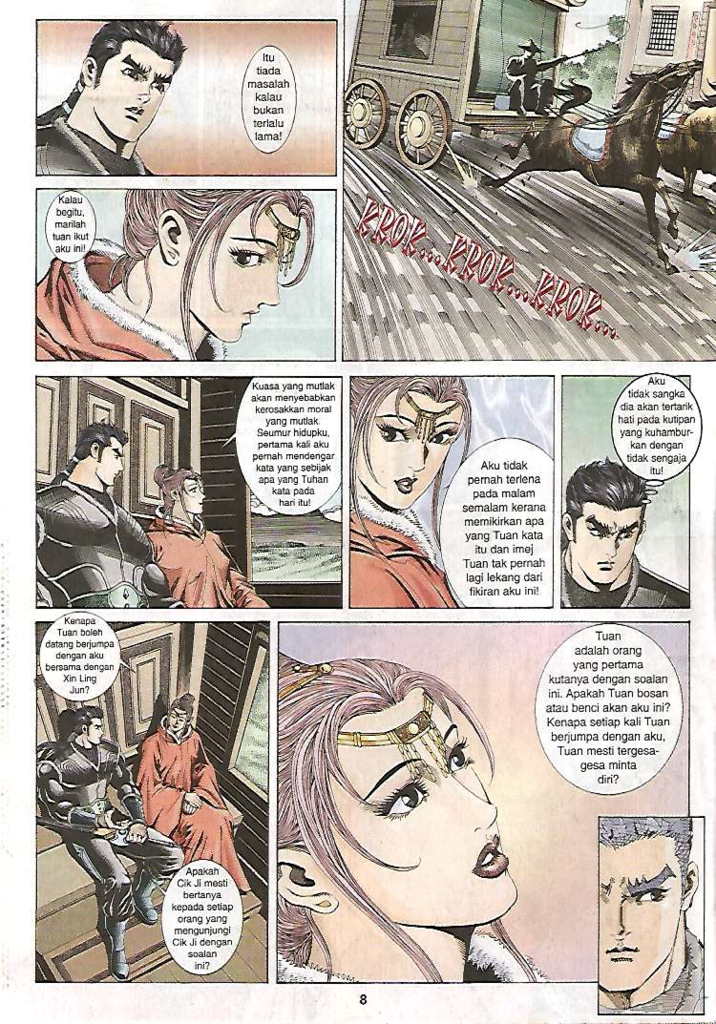 Itu
tiada
masalah
kalau
bukan
terlalu
lama!
Kalau
begitu,
marilah
tuan ikut
aku ini!
KROK...KROK...KROK...
Kuasa yang mutlak
akan menyebabkan
kerosakkan moral
yang mutlak.
Seumur hidupku,
pertama kali aku
pernah mendengar
kata yang sebijak
apa yang Tuhan
kata pada
hari itu!
Aku tidak
pernah terlena
pada malam
semalam kerana
memikirkan apa
yang Tuan kata
itu dan imej
Tuan tak pernah
lagi lekang dari
fikiran aku ini!
Aku
tidak sangka
dia akan tertarik
hati pada kutipan
yang kuhambur-
kan dengan
tidak sengaja
itu!
Kenapa
Tuan boleh
datang berjumpa
dengan aku
bersama dengan
Xin Ling
Jun?
Apakah
Cik Ji mesti
bertanya
kepada setiap
orang yang
mengunjungi
Cik Ji dengan
soalan
ini?
Tuan
adalah orang
yang pertama
kutanya dengan soalan
ini. Apakah Tuan bosan
atau benci akan aku ini?
Kenapa setiap kali Tuan
berjumpa dengan aku,
Tuan mesti tergesa-
gesa minta
diri?
8